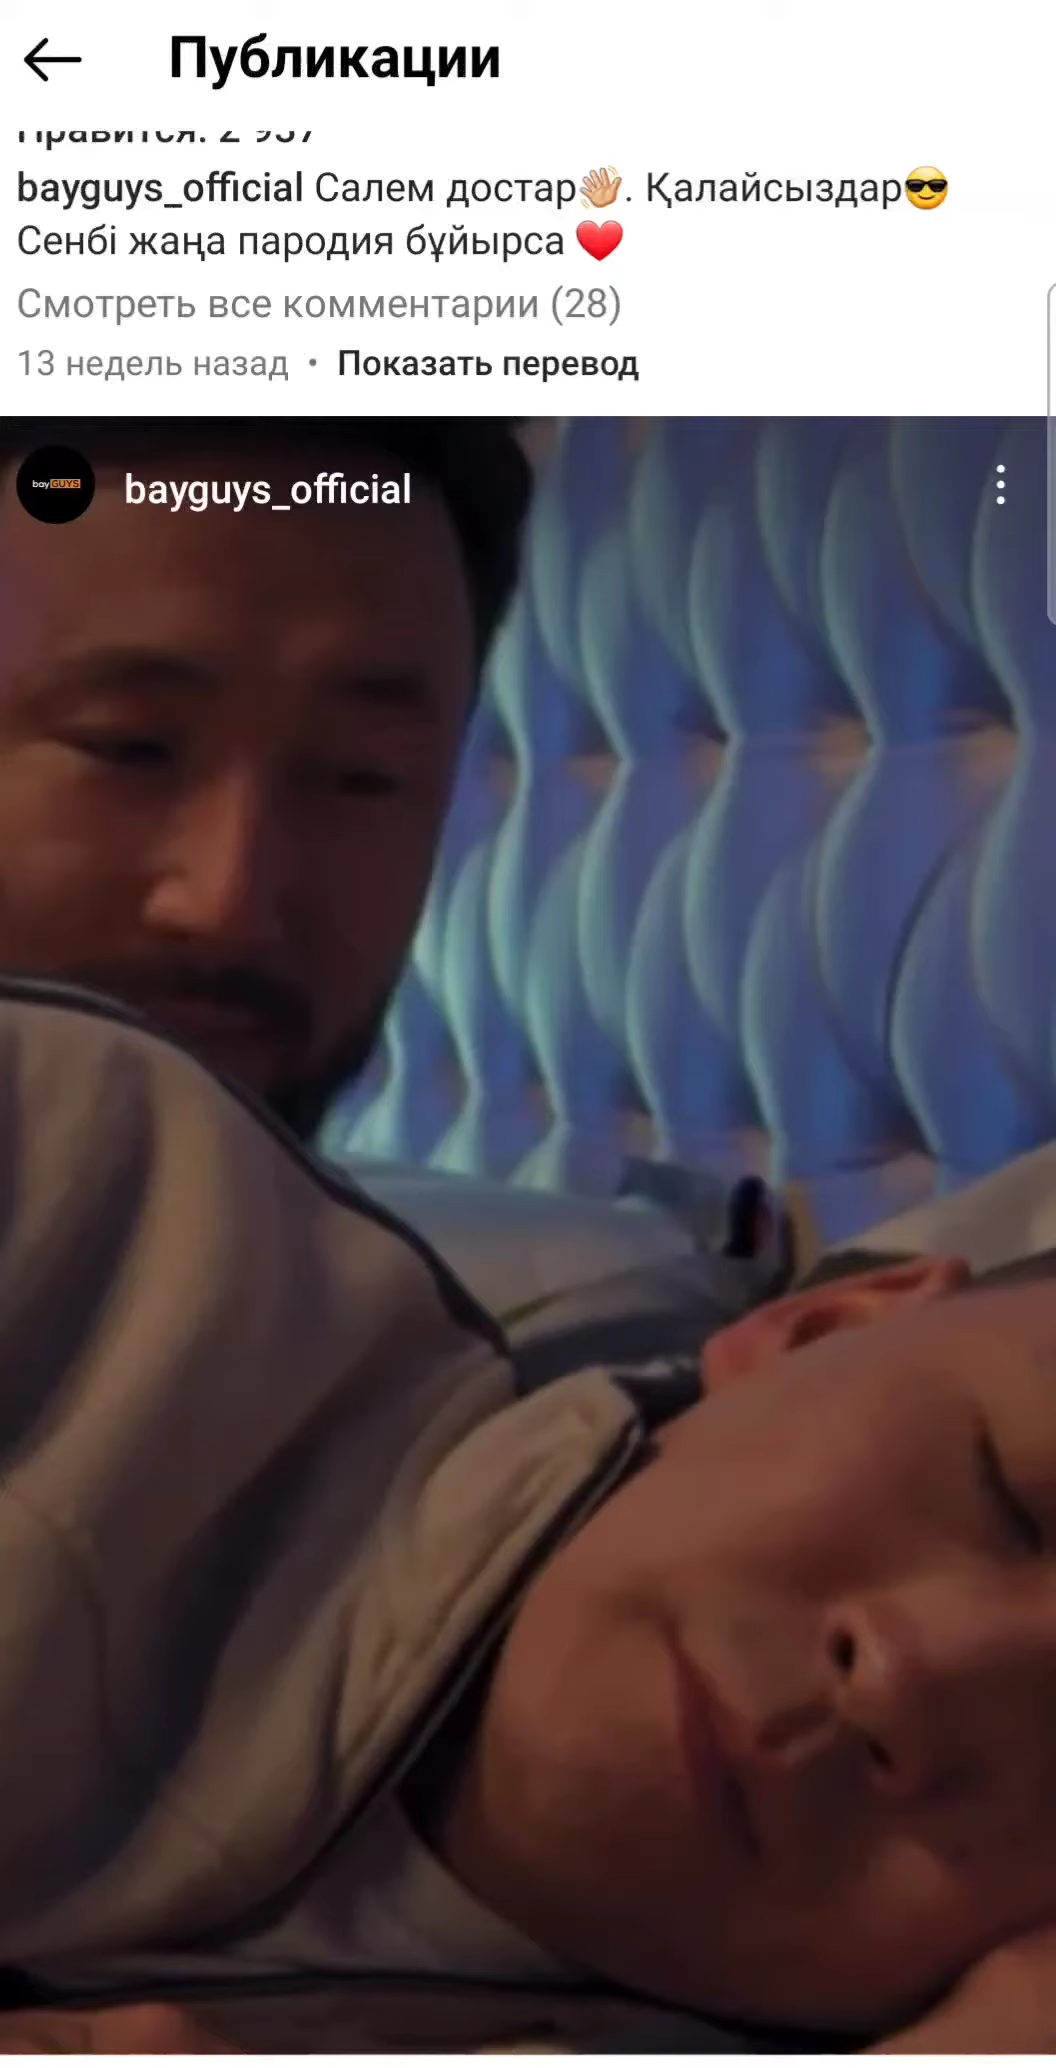 Публикации
bayguys_official Салем достар👋🏼. Қалайсыздар😎
Сенбі жаңа пародия бұйырса ❤️
Смотреть все комментарии (28)
13 недель назад • Показать перевод
bayGUYS bayguys_official